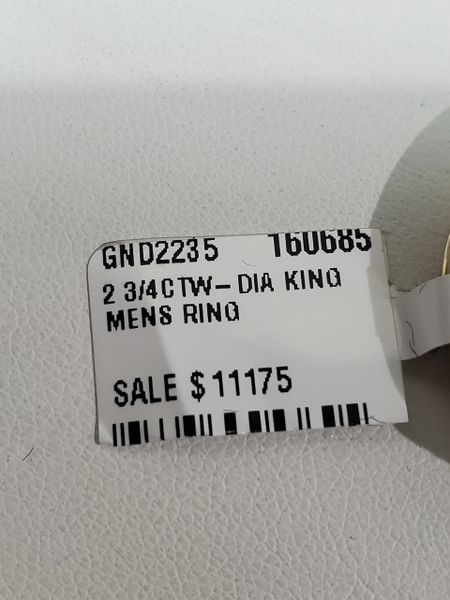 GND2235 160685
2 3/4CTW-DIA KING
MENS RING
SALE $11175